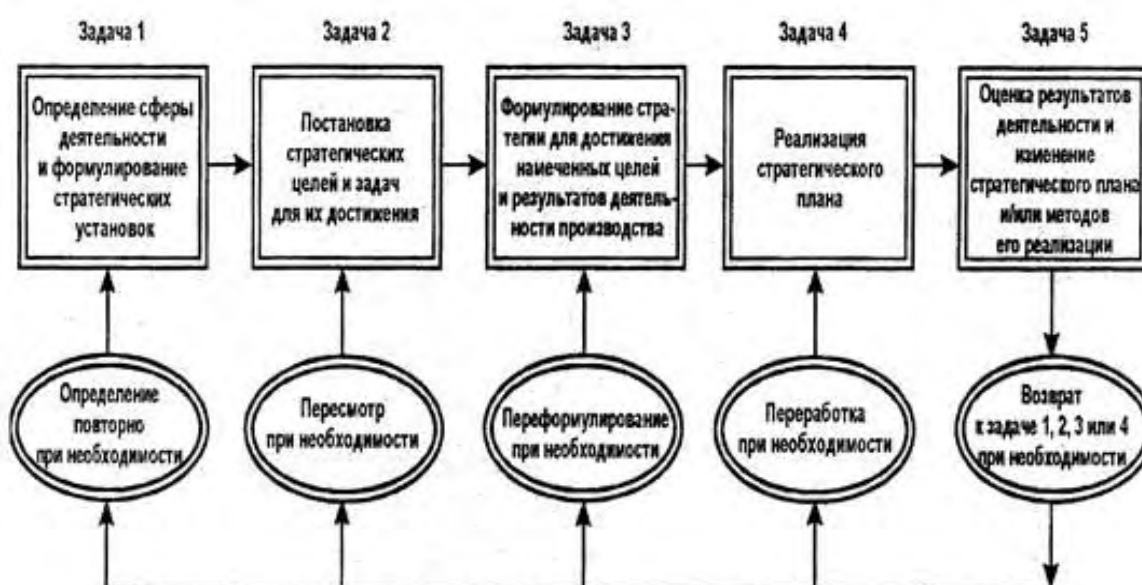 Задача 1
Задача 2
Задача 3
Задача 4
Задача 5
Определение сферы
деятельности
и формулирование
стратегических
установок
Постановка
стратегических
целей и задач
для их достижения
Формулирование стра-
тегии для достижения
намеченных целей
и результатов деятель-
ности производства
Реализация
стратегического
плана
Оценка результатов
деятельности и
изменение
стратегического плана
и/или методов
его реализации
Определение
повторно
при необходимости
Пересмотр
при необходимости
Переформулирование
при необходимости
Переработка
при необходимости
Возврат
к задаче 1, 2, 3 или 4
при необходимости